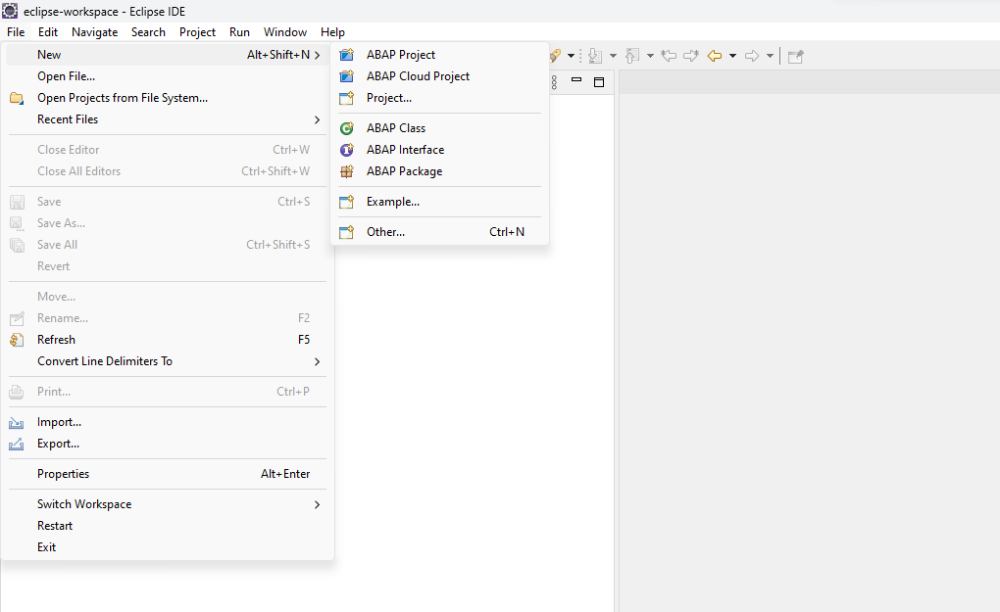 eclipse-workspace - Eclipse IDE
File Edit Navigate Search Project Run Window Help
New Alt+Shift+N
Open File...
Open Projects from File System...
Recent Files
Close Editor Ctrl+W
Close All Editors Ctrl+Shift+W
Save Ctrl+S
Save As...
Save All Ctrl+Shift+S
Revert
Move...
Rename... F2
Refresh F5
Convert Line Delimiters To
Print... Ctrl+P
Import...
Export...
Properties Alt+Enter
Switch Workspace
Restart
Exit
ABAP Project
ABAP Cloud Project
Project...
ABAP Class
ABAP Interface
ABAP Package
Example...
Other... Ctrl+N